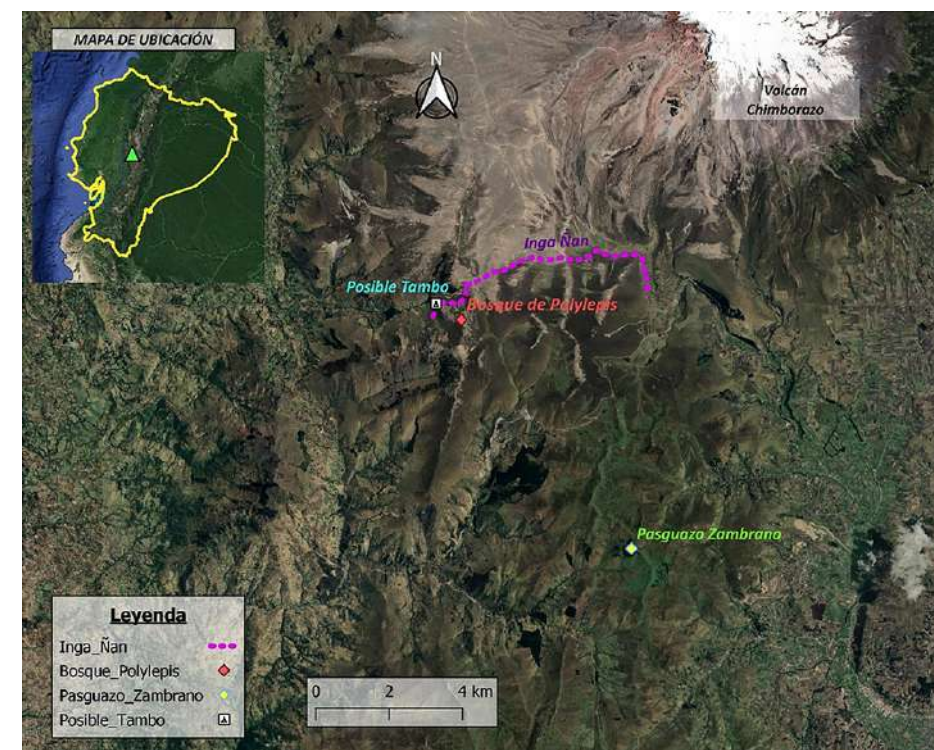 MAPA DE UBICACIÓN
N
Volcán
Chimborazo
Inga Ñan
Posible Tambo
Bosque de Polylepis
Pasguazo Zambrano
Leyenda
Inga_Ñan
Bosque_Polylepis
Pasguazo_Zambrano
Posible_Tambo
0 2 4 km